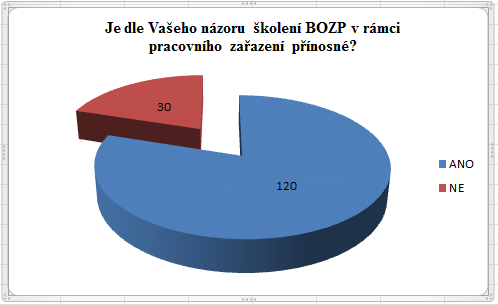 Je dle Vašeho názoru školení BOZP v rámci
pracovního zařazení přínosné?
30
120
ANO
NE